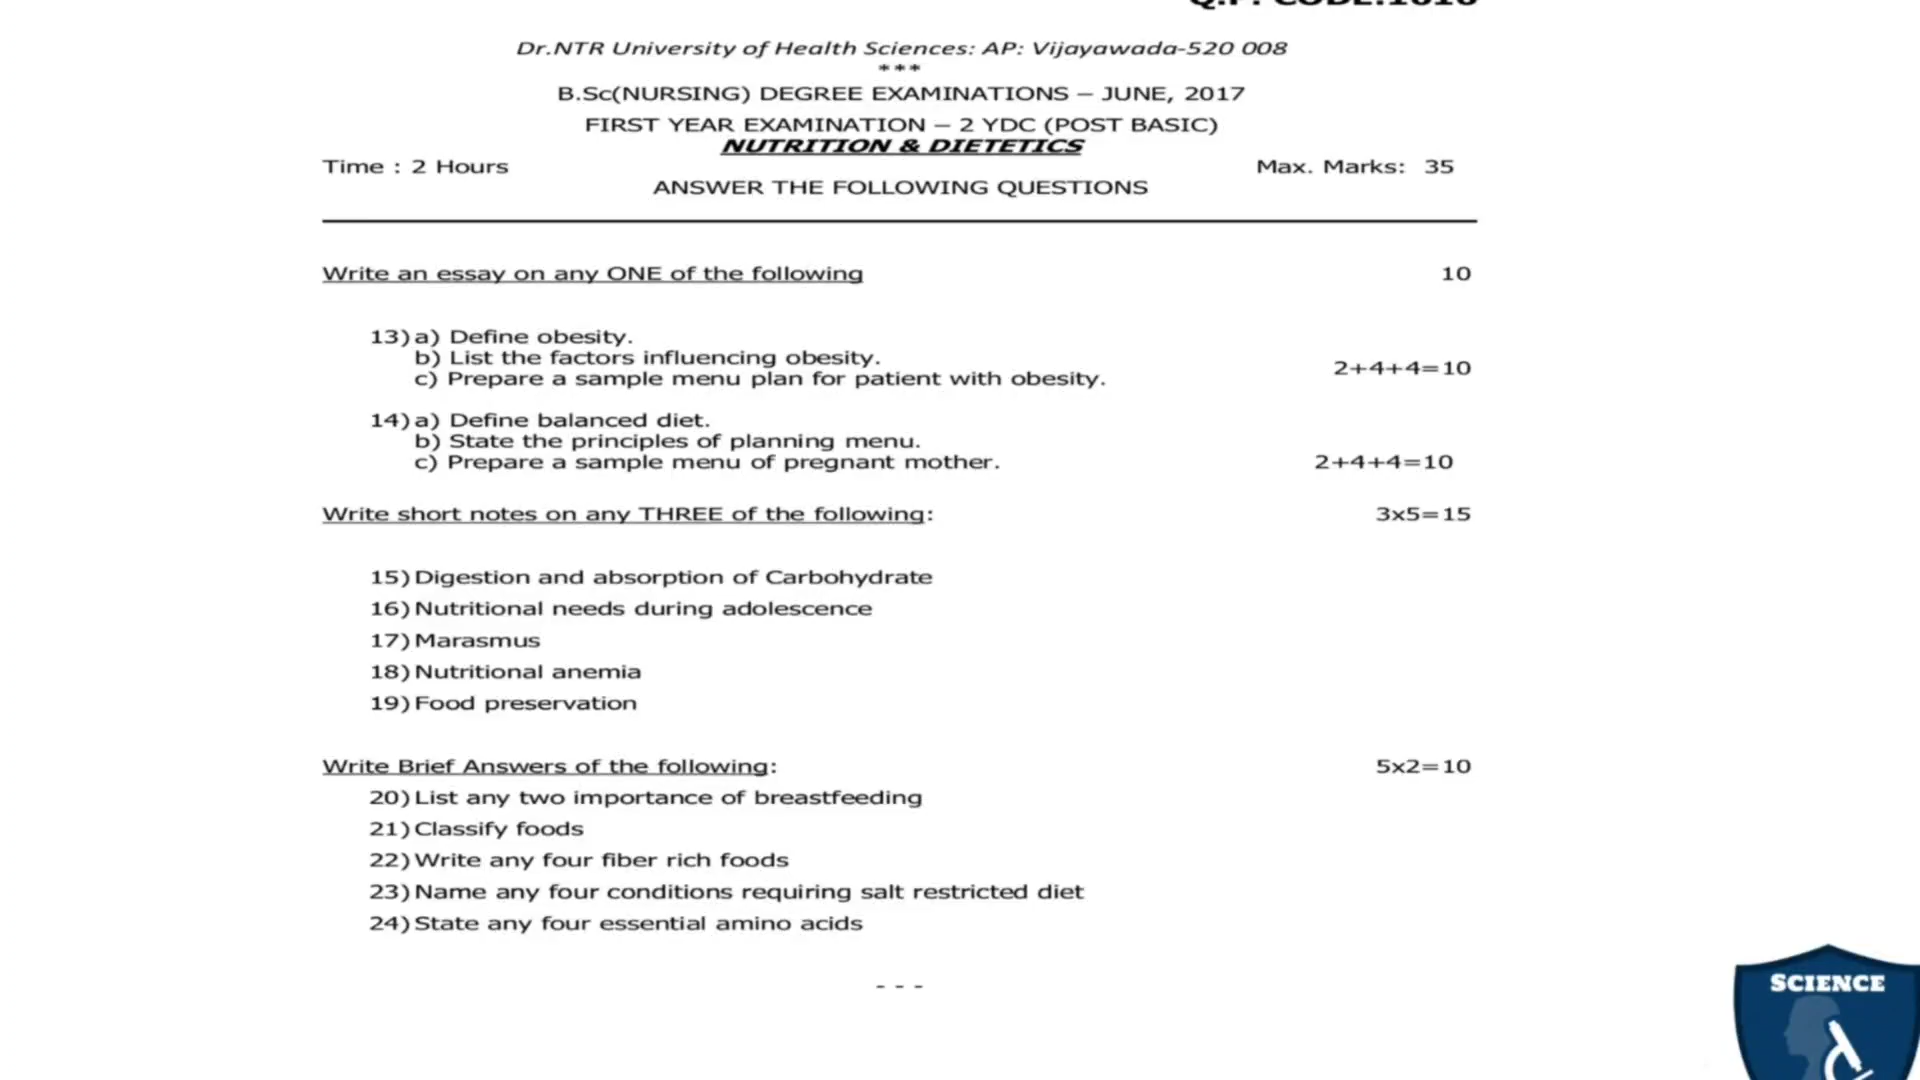 Q.P. CODE:1616
Dr.NTR University of Health Sciences: AP: Vijayawada-520 008
***
B.Sc(NURSING) DEGREE EXAMINATIONS – JUNE, 2017
FIRST YEAR EXAMINATION – 2 YDC (POST BASIC)
NUTRITION & DIETETICS
Time : 2 Hours Max. Marks: 35
ANSWER THE FOLLOWING QUESTIONS
Write an essay on any ONE of the following 10
13) a) Define obesity.
b) List the factors influencing obesity.
2+4+4=10
c) Prepare a sample menu plan for patient with obesity.
14) a) Define balanced diet.
b) State the principles of planning menu.
c) Prepare a sample menu of pregnant mother. 2+4+4=10
Write short notes on any THREE of the following: 3x5=15
15) Digestion and absorption of Carbohydrate
16) Nutritional needs during adolescence
17) Marasmus
18) Nutritional anemia
19) Food preservation
Write Brief Answers of the following: 5x2=10
20) List any two importance of breastfeeding
21) Classify foods
22) Write any four fiber rich foods
23) Name any four conditions requiring salt restricted diet
24) State any four essential amino acids
- - -
SCIENCE